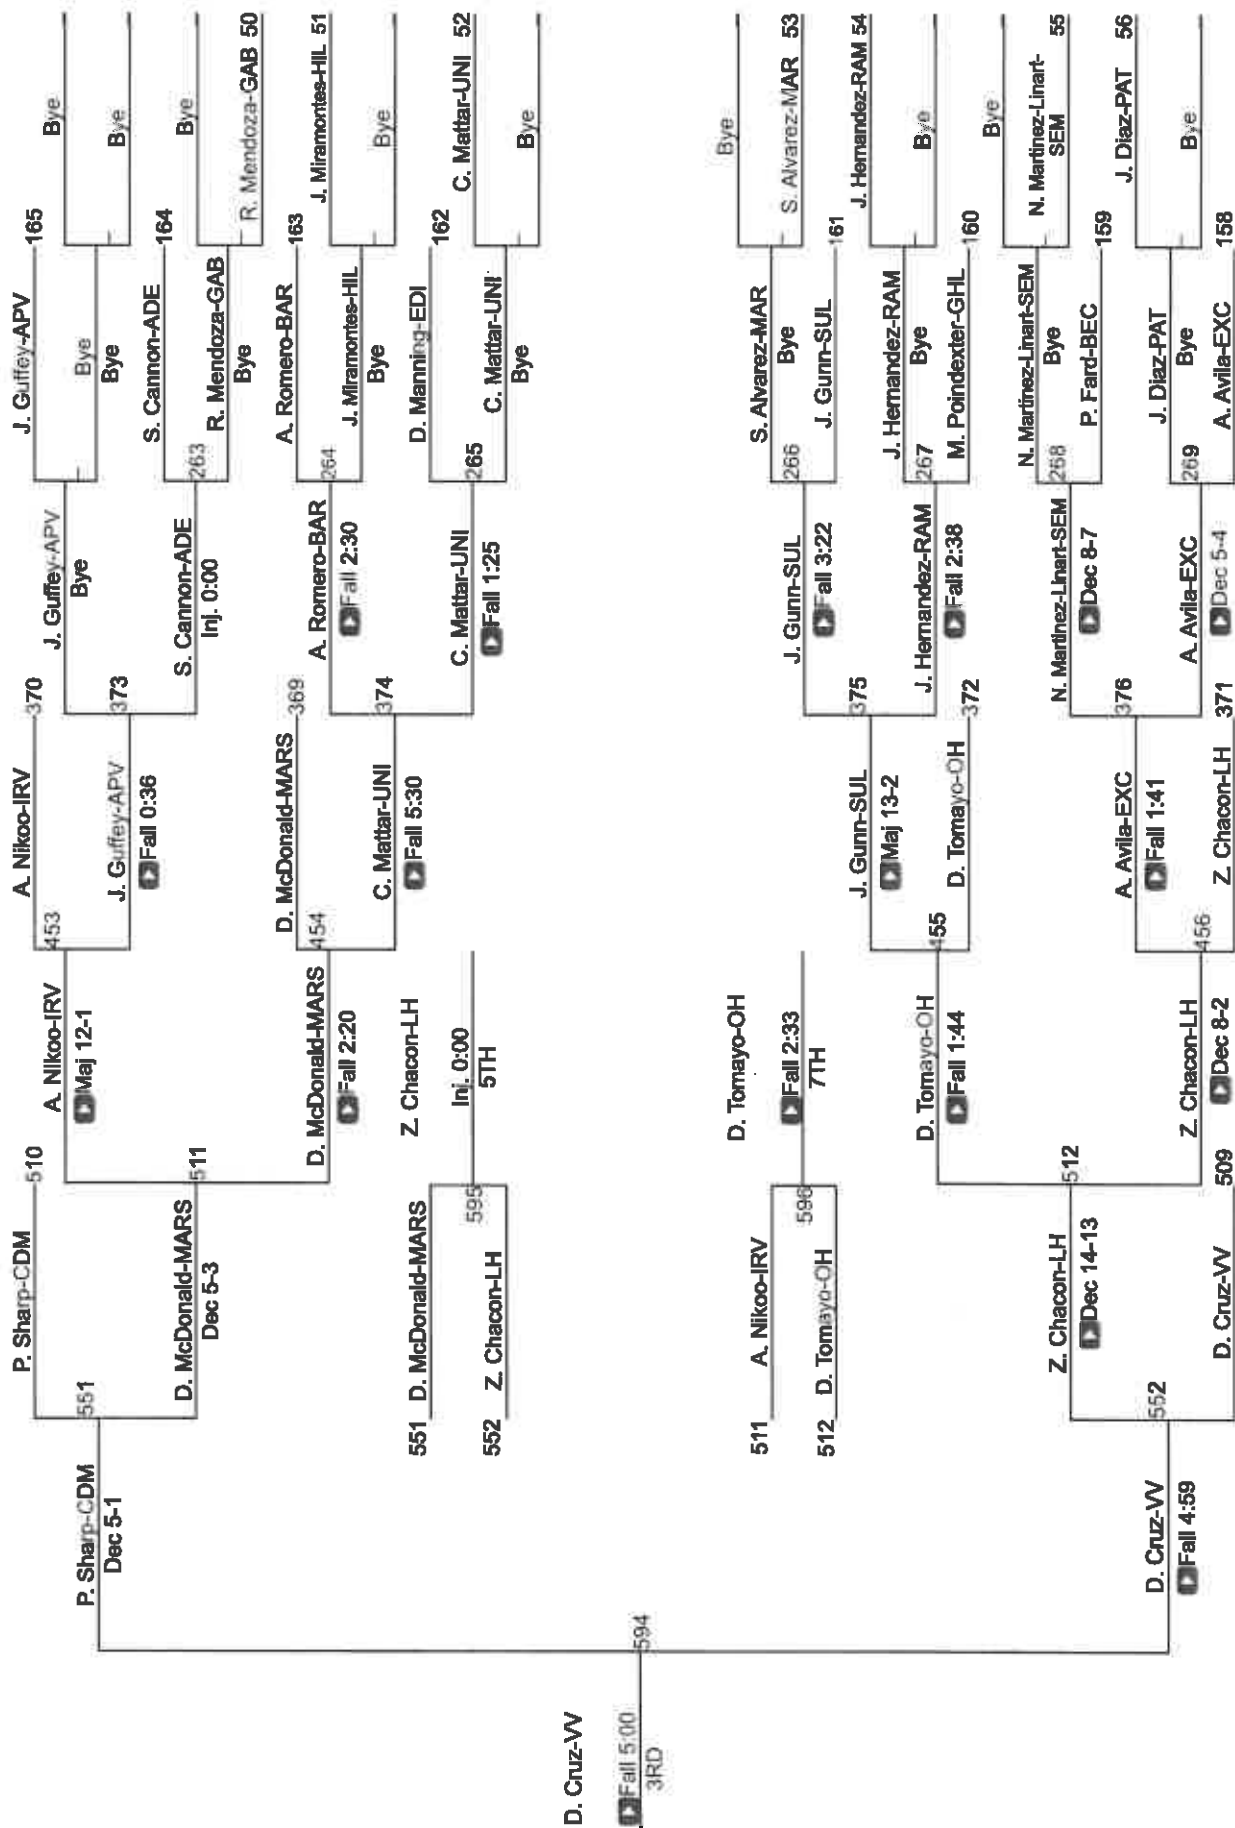 D. Cruz-VV
Fall 5:00
594
3RD
P. Sharp-CDM
Dec 5-1
551
D. Cruz-VV
Fall 4:59
552
P. Sharp-CDM 510
D. McDonald-MARS
Dec 5-3
511
551 D. McDonald-MARS
552 Z. Chacon-LH
595
Z. Chacon-LH
Inj. 0:00
5TH
511 A. Nikoo-IRV
512 D. Tomayo-OH
596
D. Tomayo-OH
Fall 2:33
7TH
Z. Chacon-LH
Dec 14-13
512
D. Cruz-VV 509
A. Nikoo-IRV
Maj 12-1
453
D. McDonald-MARS
Fall 2:20
454
D. Tomayo-OH
Fall 1:44
455
Z. Chacon-LH
Dec 8-2
456
A. Nikoo-IRV 370
J. Guffey-APV
Fall 0:36
373
D. McDonald-MARS 369
C. Mattar-UNI
Fall 5:30
374
J. Gunn-SUL
Maj 13-2
375
D. Tomayo-OH 372
A. Avila-EXC
Fall 1:41
376
Z. Chacon-LH 371
J. Guffey-APV
Bye
S. Cannon-ADE
Inj. 0:00
263
A. Romero-BAR
Fall 2:30
264
C. Mattar-UNI
Fall 1:25
265
J. Gunn-SUL
Fall 3:22
266
J. Hernandez-RAM
Fall 2:38
267
N. Martinez-Linart-SEM
Dec 8-7
268
A. Avila-EXC
Dec 5-4
269
J. Guffey-APV 165
Bye
Bye
S. Cannon-ADE 164
R. Mendoza-GAB
Bye
A. Romero-BAR 163
J. Miramontes-HIL
Bye
D. Manning-EDI 162
C. Mattar-UNI
Bye
S. Alvarez-MAR
Bye
J. Gunn-SUL 161
J. Hernandez-RAM
Bye
M. Poindexter-GHL 160
N. Martinez-Linart-SEM
Bye
P. Fard-BEC 159
J. Diaz-PAT
Bye
A. Avila-EXC 158
Bye
Bye
Bye
R. Mendoza-GAB 50
J. Miramontes-HIL 51
Bye
C. Mattar-UNI 52
Bye
Bye
S. Alvarez-MAR 53
J. Hernandez-RAM 54
Bye
Bye
N. Martinez-Linart- 55
SEM
J. Diaz-PAT 56
Bye